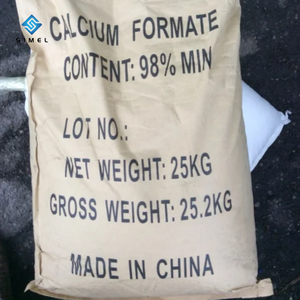 SIMEL
CALCIUM FORMATE
CONTENT: 98% MIN
LOT NO.:
NET WEIGHT: 25KG
GROSS WEIGHT: 25.2KG
MADE IN CHINA